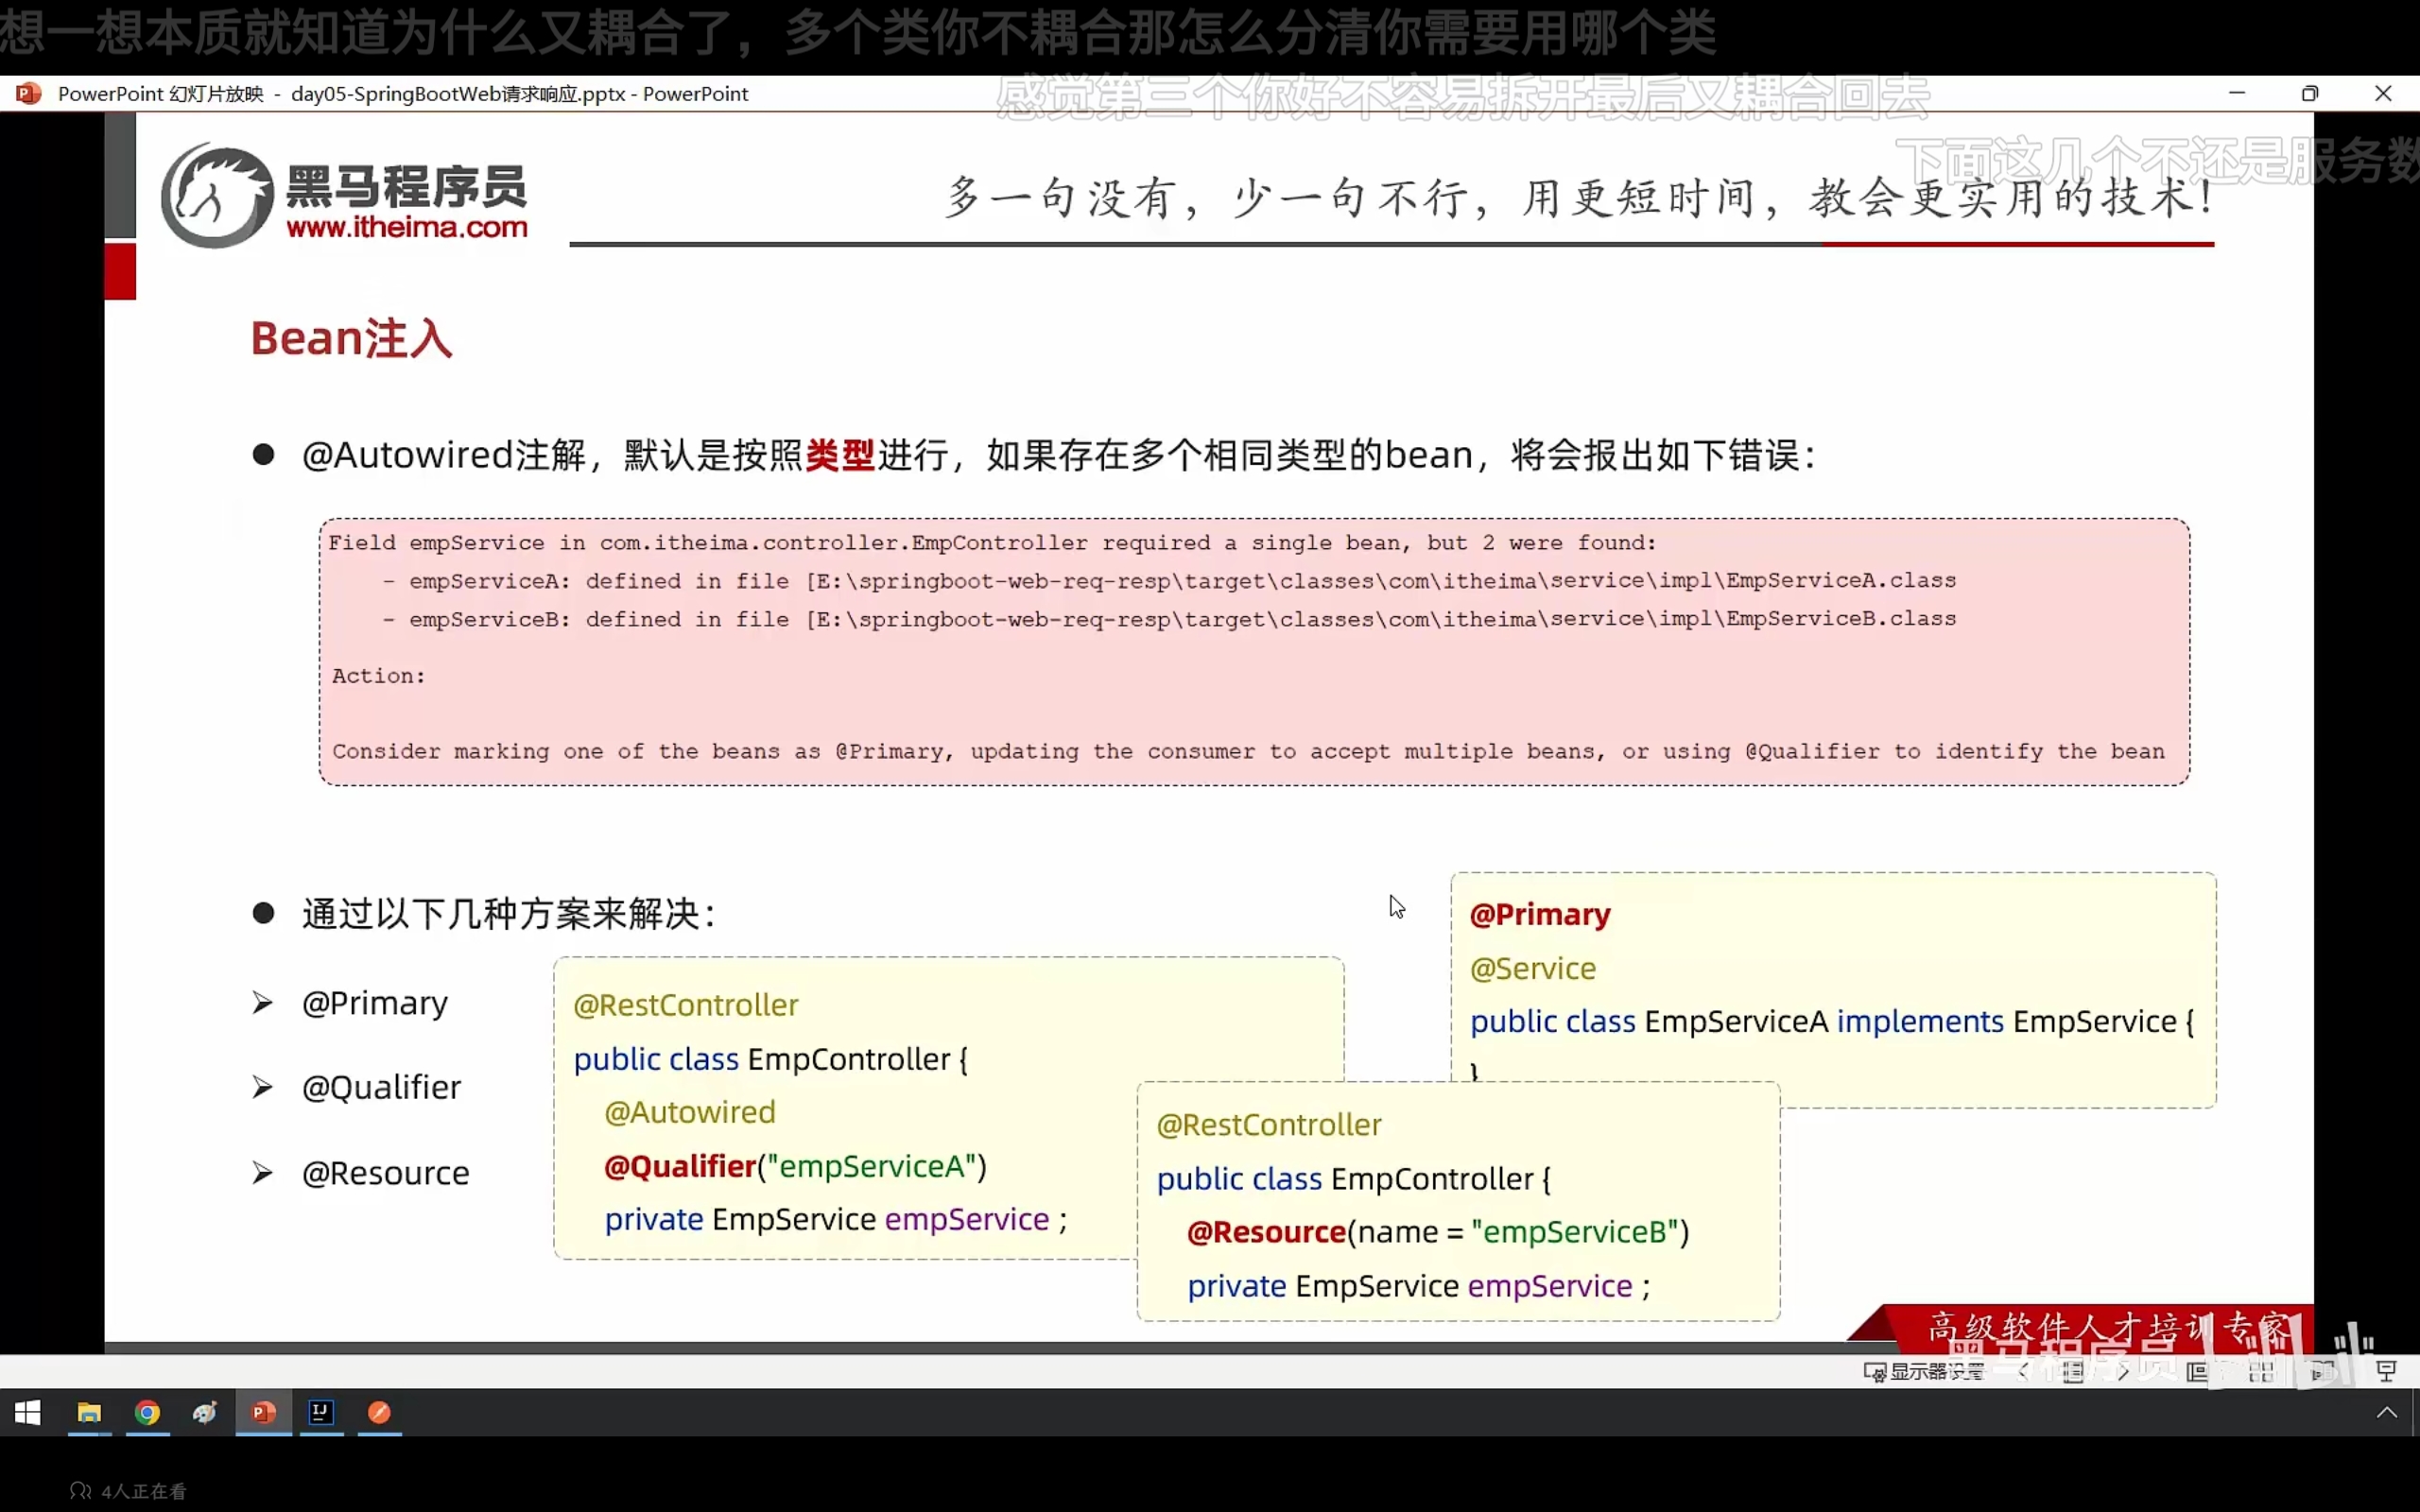 想一想本质就知道为什么又耦合了，多个类你不耦合那怎么分清你需要用哪个类
PowerPoint 幻灯片放映 - day05-SpringBootWeb请求响应.pptx - PowerPoint
感觉第三个你好不容易拆开最后又耦合回去
下面这几个不还是服务数
黑马程序员
www.itheima.com
多一句没有，少一句不行，用更短时间，教会更实用的技术！
Bean注入
@Autowired注解，默认是按照类型进行，如果存在多个相同类型的bean，将会报出如下错误：
Field empService in com.itheima.controller.EmpController required a single bean, but 2 were found:
- empServiceA: defined in file [E:\springboot-web-req-resp\target\classes\com\itheima\service\impl\EmpServiceA.class
- empServiceB: defined in file [E:\springboot-web-req-resp\target\classes\com\itheima\service\impl\EmpServiceB.class
Action:
Consider marking one of the beans as @Primary, updating the consumer to accept multiple beans, or using @Qualifier to identify the bean
通过以下几种方案来解决：
@Primary
@Qualifier
@Resource
@RestController
public class EmpController {
@Autowired
@Qualifier("empServiceA")
private EmpService empService ;
@Primary
@Service
public class EmpServiceA implements EmpService {
}
@RestController
public class EmpController {
@Resource(name = "empServiceB")
private EmpService empService ;
高级软件人才培训专家
黑马程序员
显示器设置
4人正在看